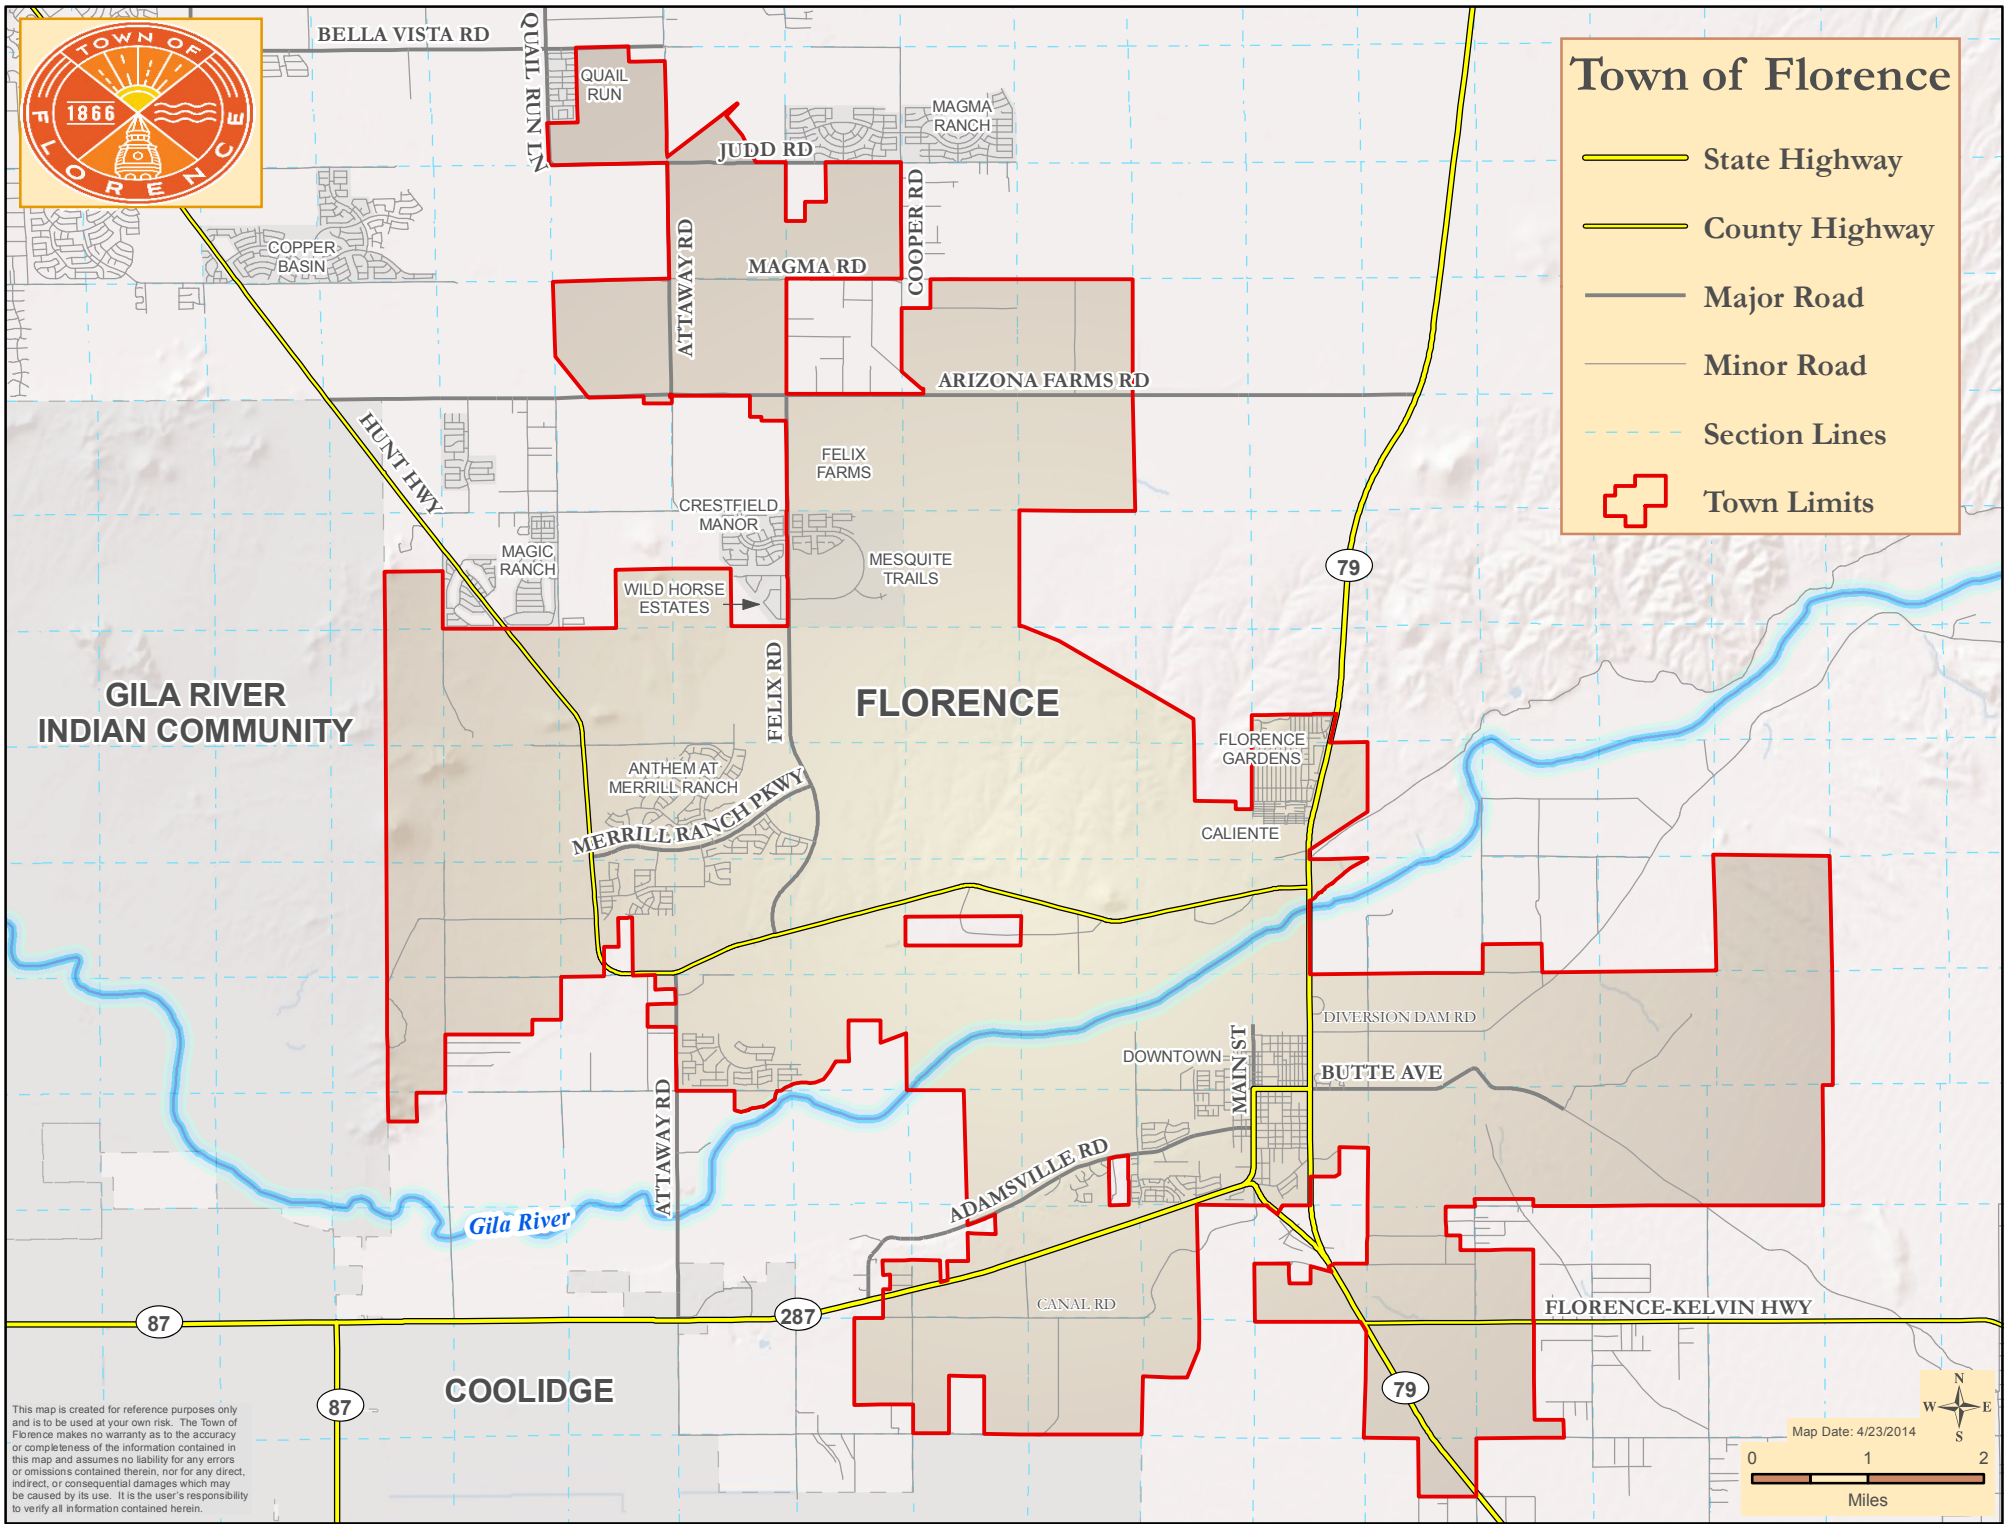 TOWN OF
FLORENCE
1866
BELLA VISTA RD
QUAIL RUN LN
QUAIL
RUN
MAGMA
RANCH
JUDD RD
COPPER
BASIN
ATTAWAY RD
MAGMA RD
COOPER RD
ARIZONA FARMS RD
HUNT HWY
FELIX
FARMS
CRESTFIELD
MANOR
MAGIC
RANCH
MESQUITE
TRAILS
WILD HORSE
ESTATES
79
GILA RIVER
INDIAN COMMUNITY
FELIX RD
FLORENCE
FLORENCE
GARDENS
ANTHEM AT
MERRILL RANCH
MERRILL RANCH PKWY
CALIENTE
DIVERSION DAM RD
DOWNTOWN
MAIN ST
BUTTE AVE
ATTAWAY RD
ADAMSVILLE RD
Gila River
CANAL RD
FLORENCE-KELVIN HWY
87
287
COOLIDGE
87
79
Town of Florence
State Highway
County Highway
Major Road
Minor Road
Section Lines
Town Limits
This map is created for reference purposes only
and is to be used at your own risk. The Town of
Florence makes no warranty as to the accuracy
or completeness of the information contained in
this map and assumes no liability for any errors
or omissions contained therein, nor for any direct,
indirect, or consequential damages which may
be caused by its use. It is the user's responsibility
to verify all information contained herein.
N
W E
S
Map Date: 4/23/2014
0 1 2
Miles